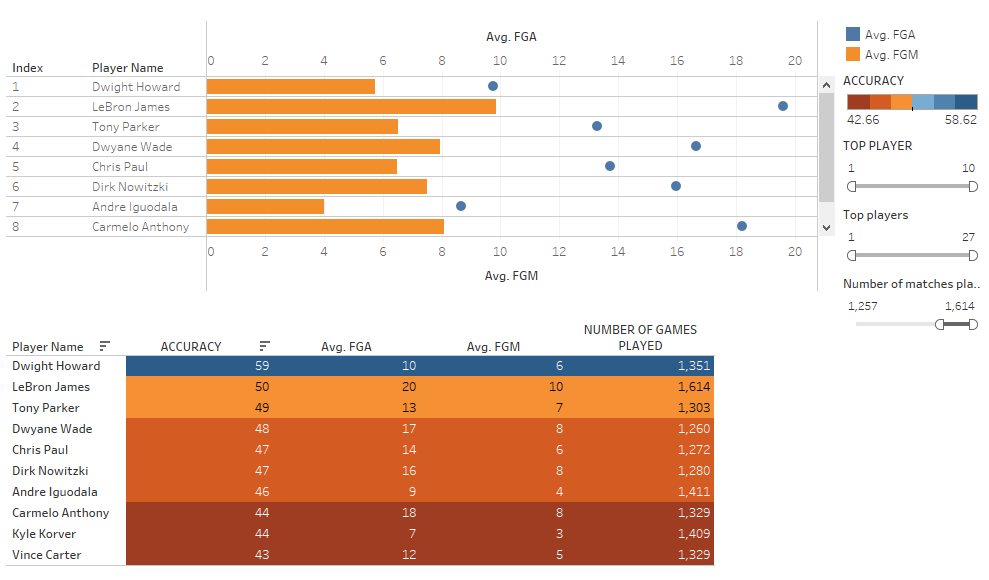 Avg. FGA
Index Player Name 0 2 4 6 8 10 12 14 16 18 20
1 Dwight Howard
2 LeBron James
3 Tony Parker
4 Dwyane Wade
5 Chris Paul
6 Dirk Nowitzki
7 Andre Iguodala
8 Carmelo Anthony
0 2 4 6 8 10 12 14 16 18 20
Avg. FGM
Avg. FGA
Avg. FGM
ACCURACY
42.66 58.62
TOP PLAYER
1 10
Top players
1 27
Number of matches pla..
1,257 1,614
Player Name ACCURACY Avg. FGA Avg. FGM NUMBER OF GAMES
PLAYED
Dwight Howard 59 10 6 1,351
LeBron James 50 20 10 1,614
Tony Parker 49 13 7 1,303
Dwyane Wade 48 17 8 1,260
Chris Paul 47 14 6 1,272
Dirk Nowitzki 47 16 8 1,280
Andre Iguodala 46 9 4 1,411
Carmelo Anthony 44 18 8 1,329
Kyle Korver 44 7 3 1,409
Vince Carter 43 12 5 1,329